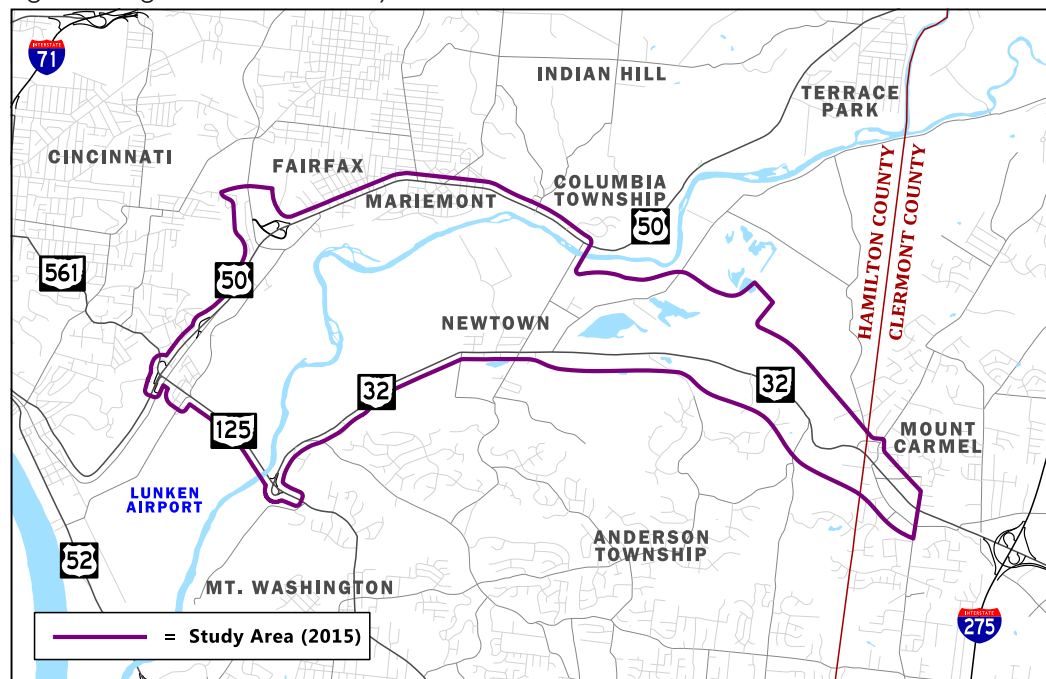 INTERSTATE
71
INDIAN HILL
TERRACE
PARK
CINCINNATI
FAIRFAX
MARIEMONT
COLUMBIA
TOWNSHIP
50
HAMILTON COUNTY
CLERMONT COUNTY
561
50
NEWTOWN
32
32
125
MOUNT
CARMEL
LUNKEN
AIRPORT
ANDERSON
TOWNSHIP
52
MT. WASHINGTON
INTERSTATE
275
= Study Area (2015)